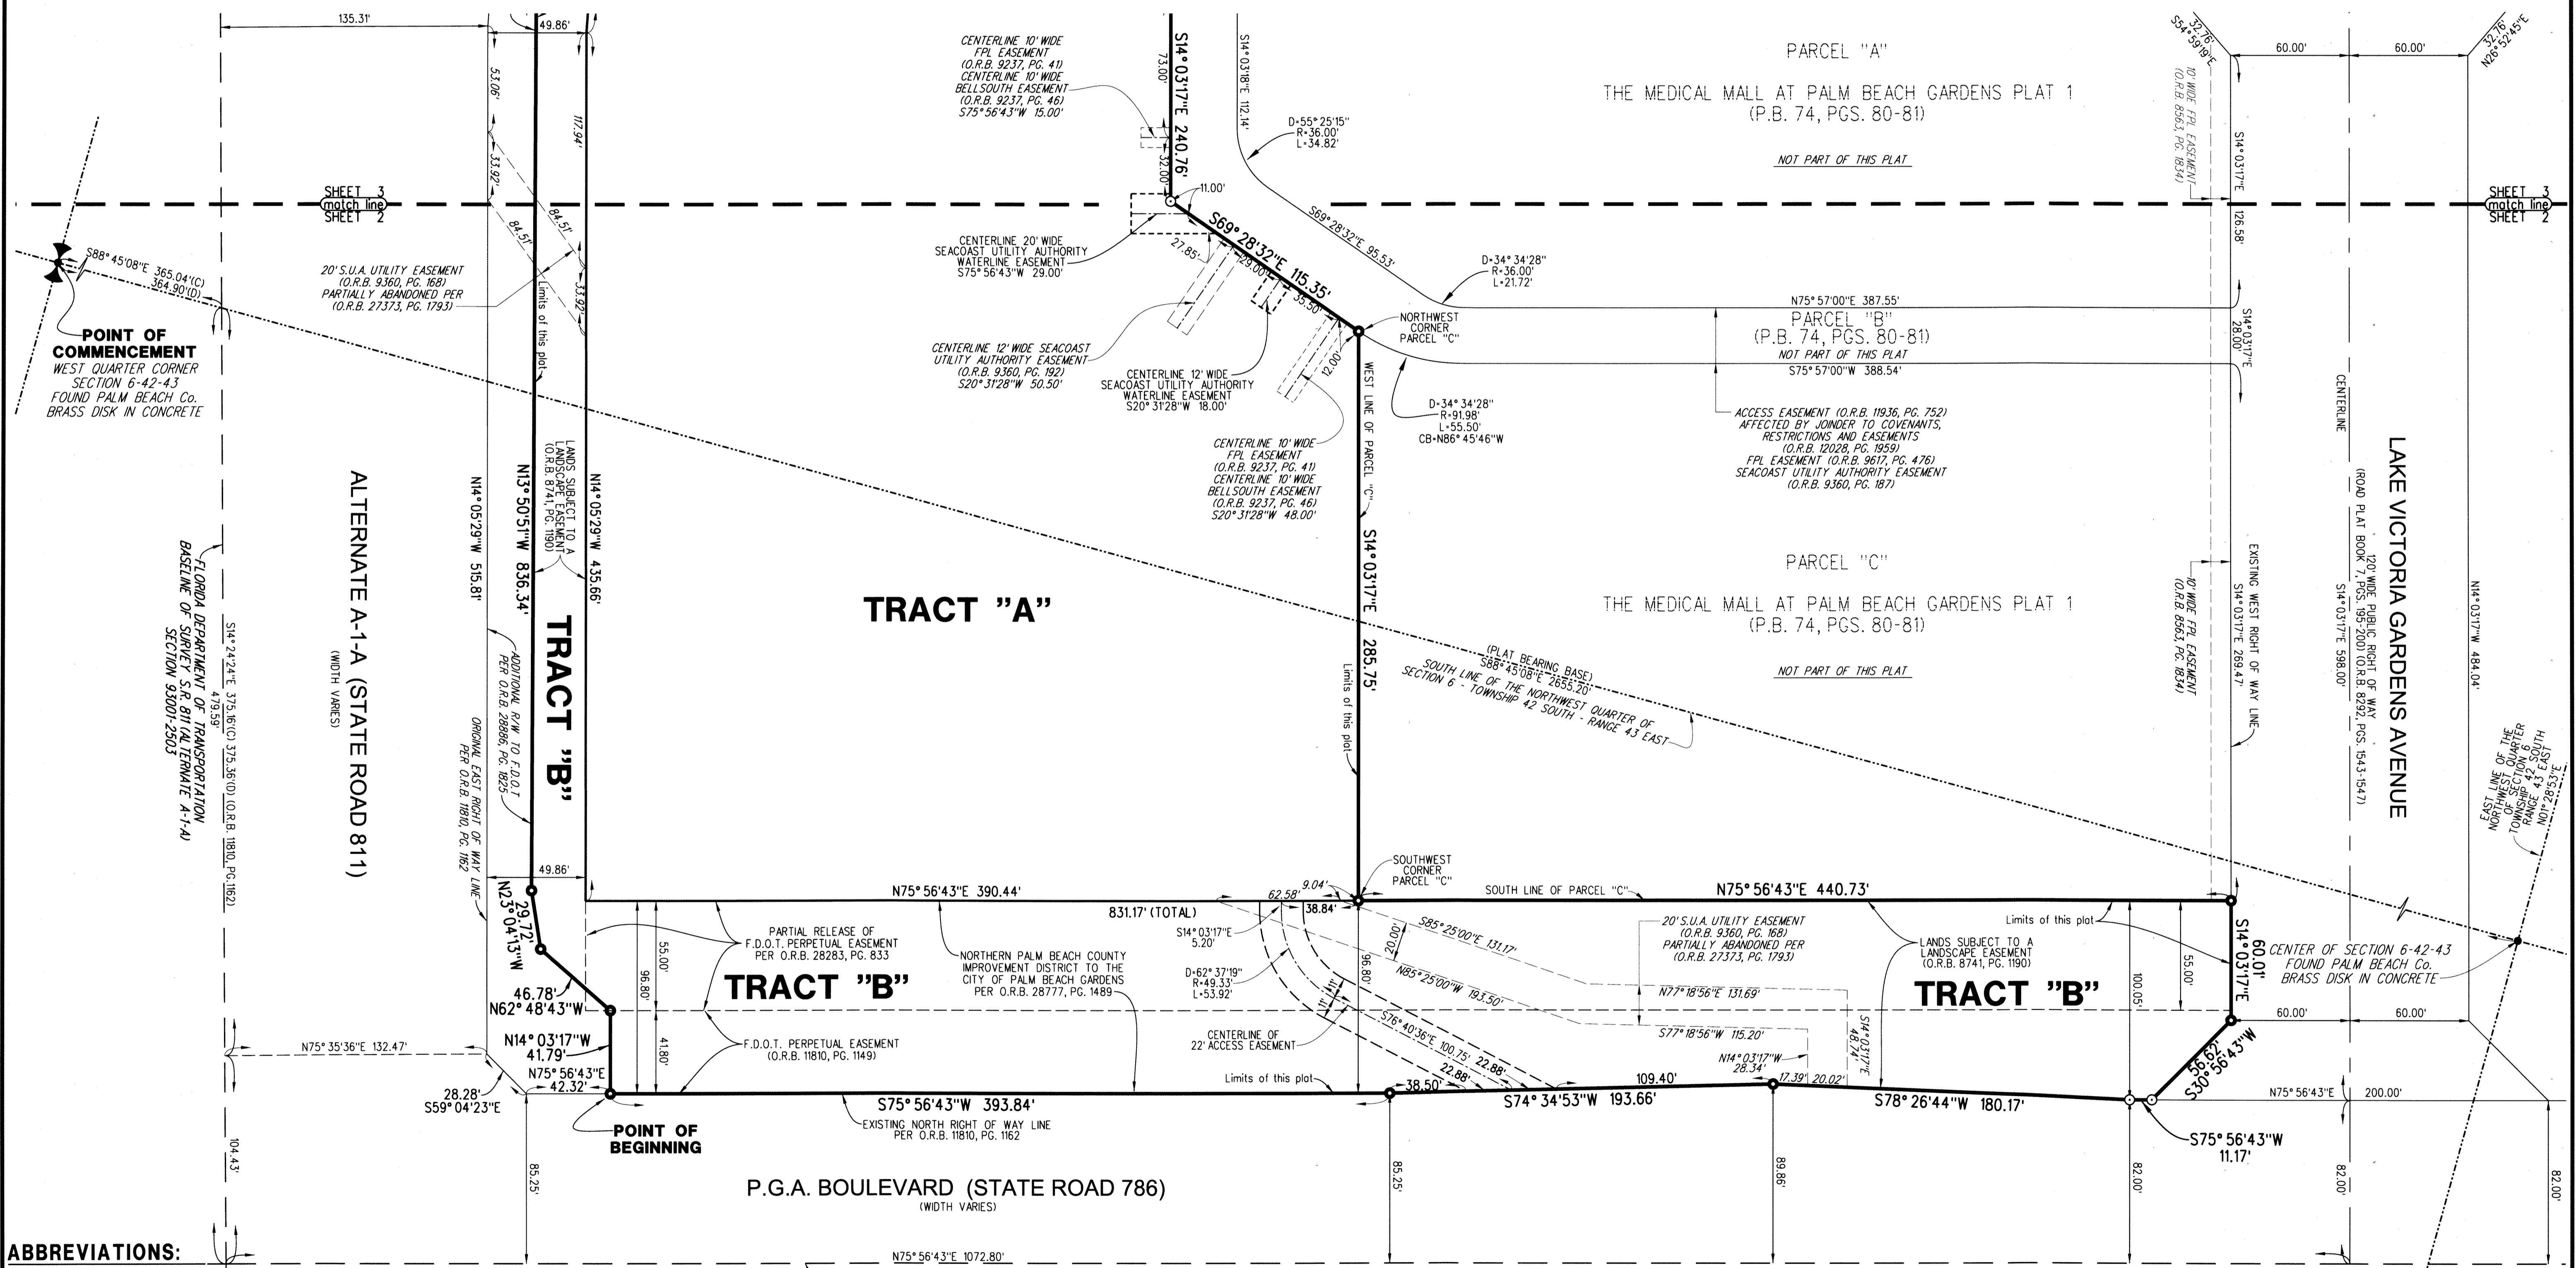 135.31'
49.86'
53.06'
33.92'
117.94'
84.51'
84.51'
33.92'
CENTERLINE 10' WIDE
FPL EASEMENT
(O.R.B. 9237, PG. 41)
CENTERLINE 10' WIDE
BELLSOUTH EASEMENT
(O.R.B. 9237, PG. 46)
S75°56'43"W 15.00'
S14°03'17"E 240.76'
73.00'
32.00'
11.00'
S14°03'18"E 112.14'
D=55°25'15"
R=36.00'
L=34.82'
PARCEL "A"
THE MEDICAL MALL AT PALM BEACH GARDENS PLAT 1
(P.B. 74, PGS. 80-81)
NOT PART OF THIS PLAT
32.76'
S54°59'19"E
10' WIDE FPL EASEMENT
(O.R.B. 8563, PG. 1834)
S14°03'17"E
126.58'
60.00'
60.00'
32.76'
N26°52'45"E
SHEET 3
match line
SHEET 2
SHEET 3
match line
SHEET 2
S88°45'08"E 365.04'(C)
364.90'(D)
POINT OF
COMMENCEMENT
WEST QUARTER CORNER
SECTION 6-42-43
FOUND PALM BEACH Co.
BRASS DISK IN CONCRETE
20' S.U.A. UTILITY EASEMENT
(O.R.B. 9360, PG. 168)
PARTIALLY ABANDONED PER
(O.R.B. 27373, PG. 1793)
Limits of this plat
CENTERLINE 20' WIDE
SEACOAST UTILITY AUTHORITY
WATERLINE EASEMENT
S75°56'43"W 29.00'
S69°28'32"E 115.35'
27.85'
29.00'
35.50'
12.00'
S69°28'32"E 95.53'
D=34°34'28"
R=36.00'
L=21.72'
CENTERLINE 12' WIDE SEACOAST
UTILITY AUTHORITY EASEMENT
(O.R.B. 9360, PG. 192)
S20°31'28"W 50.50'
CENTERLINE 12' WIDE
SEACOAST UTILITY AUTHORITY
WATERLINE EASEMENT
S20°31'28"W 18.00'
NORTHWEST
CORNER
PARCEL "C"
N75°57'00"E 387.55'
PARCEL "B"
(P.B. 74, PGS. 80-81)
NOT PART OF THIS PLAT
S75°57'00"W 388.54'
S14°03'17"E
28.00'
D=34°34'28"
R=91.98'
L=55.50'
CB=N86°45'46"W
ACCESS EASEMENT (O.R.B. 11936, PG. 752)
AFFECTED BY JOINDER TO COVENANTS,
RESTRICTIONS AND EASEMENTS
(O.R.B. 12028, PG. 1959)
FPL EASEMENT (O.R.B. 9617, PG. 476)
SEACOAST UTILITY AUTHORITY EASEMENT
(O.R.B. 9360, PG. 187)
CENTERLINE 10' WIDE
FPL EASEMENT
(O.R.B. 9237, PG. 41)
CENTERLINE 10' WIDE
BELLSOUTH EASEMENT
(O.R.B. 9237, PG. 46)
S20°31'28"W 48.00'
WEST LINE OF PARCEL "C"
S14°03'17"E 285.75'
Limits of this plat
FLORIDA DEPARTMENT OF TRANSPORTATION
BASELINE OF SURVEY S.R. 811 (ALTERNATE A-1-A)
SECTION 93001-2503
S14°24'24"E 375.16'(C) 375.36'(D) (O.R.B. 11810, PG.1162)
479.59'
ALTERNATE A-1-A (STATE ROAD 811)
(WIDTH VARIES)
N14°05'29"W 515.81'
ADDITIONAL R/W TO F.D.O.T
PER O.R.B. 28886, PG. 1825
ORIGINAL EAST RIGHT OF WAY LINE
PER O.R.B. 11810, PG. 1162
N13°50'51"W 836.34'
LANDS SUBJECT TO A
LANDSCAPE EASEMENT
(O.R.B. 8741, PG. 1190)
TRACT "B"
N14°05'29"W 435.66'
TRACT "A"
(PLAT BEARING BASE)
S88°45'08"E 2655.20'
SOUTH LINE OF THE NORTHWEST QUARTER OF
SECTION 6 - TOWNSHIP 42 SOUTH - RANGE 43 EAST
PARCEL "C"
THE MEDICAL MALL AT PALM BEACH GARDENS PLAT 1
(P.B. 74, PGS. 80-81)
NOT PART OF THIS PLAT
10' WIDE FPL EASEMENT
(O.R.B. 8563, PG. 1834)
S14°03'17"E 269.47'
EXISTING WEST RIGHT OF WAY LINE
CENTERLINE
S14°03'17"E 598.00'
120' WIDE PUBLIC RIGHT OF WAY
(ROAD PLAT BOOK 7, PGS. 195-200) (O.R.B. 8292, PGS. 1543-1547)
LAKE VICTORIA GARDENS AVENUE
N14°03'17"W 484.04'
EAST LINE OF THE
NORTHWEST QUARTER
OF SECTION 6
TOWNSHIP 42 SOUTH
RANGE 43 EAST
N01°28'53"E
49.86'
N23°04'13"W
29.72'
46.78'
N62°48'43"W
N14°03'17"W
41.79'
N75°56'43"E
42.32'
N75°35'36"E 132.47'
28.28'
S59°04'23"E
104.43'
N75°56'43"E 390.44'
831.17' (TOTAL)
62.58'
9.04'
38.84'
SOUTHWEST
CORNER
PARCEL "C"
SOUTH LINE OF PARCEL "C"
N75°56'43"E 440.73'
PARTIAL RELEASE OF
F.D.O.T. PERPETUAL EASEMENT
PER O.R.B. 28283, PG. 833
55.00'
96.80'
41.80'
TRACT "B"
F.D.O.T. PERPETUAL EASEMENT
(O.R.B. 11810, PG. 1149)
NORTHERN PALM BEACH COUNTY
IMPROVEMENT DISTRICT TO THE
CITY OF PALM BEACH GARDENS
PER O.R.B. 28777, PG. 1489
S14°03'17"E
5.20'
D=62°37'19"
R=49.33'
L=53.92'
CENTERLINE OF
22' ACCESS EASEMENT
11'
11'
96.80'
20.00'
S85°25'00"E 131.17'
N85°25'00"W 193.50'
S76°40'36"E 100.75'
22.88'
22.88'
20' S.U.A. UTILITY EASEMENT
(O.R.B. 9360, PG. 168)
PARTIALLY ABANDONED PER
(O.R.B. 27373, PG. 1793)
N77°18'56"E 131.69'
S77°18'56"W 115.20'
N14°03'17"W
28.34'
S14°03'17"E
48.74'
LANDS SUBJECT TO A
LANDSCAPE EASEMENT
(O.R.B. 8741, PG. 1190)
TRACT "B"
Limits of this plat
100.05'
55.00'
S14°03'17"E
60.01'
CENTER OF SECTION 6-42-43
FOUND PALM BEACH Co.
BRASS DISK IN CONCRETE
60.00'
60.00'
56.62'
S30°56'43"W
N75°56'43"E 200.00'
S75°56'43"W
11.17'
Limits of this plat
38.50'
109.40'
17.39'
20.02'
S75°56'43"W 393.84'
S74°34'53"W 193.66'
S78°26'44"W 180.17'
EXISTING NORTH RIGHT OF WAY LINE
PER O.R.B. 11810, PG. 1162
POINT OF
BEGINNING
85.25'
85.25'
89.86'
82.00'
82.00'
82.00'
P.G.A. BOULEVARD (STATE ROAD 786)
(WIDTH VARIES)
ABBREVIATIONS:
N75°56'43"E 1072.80'